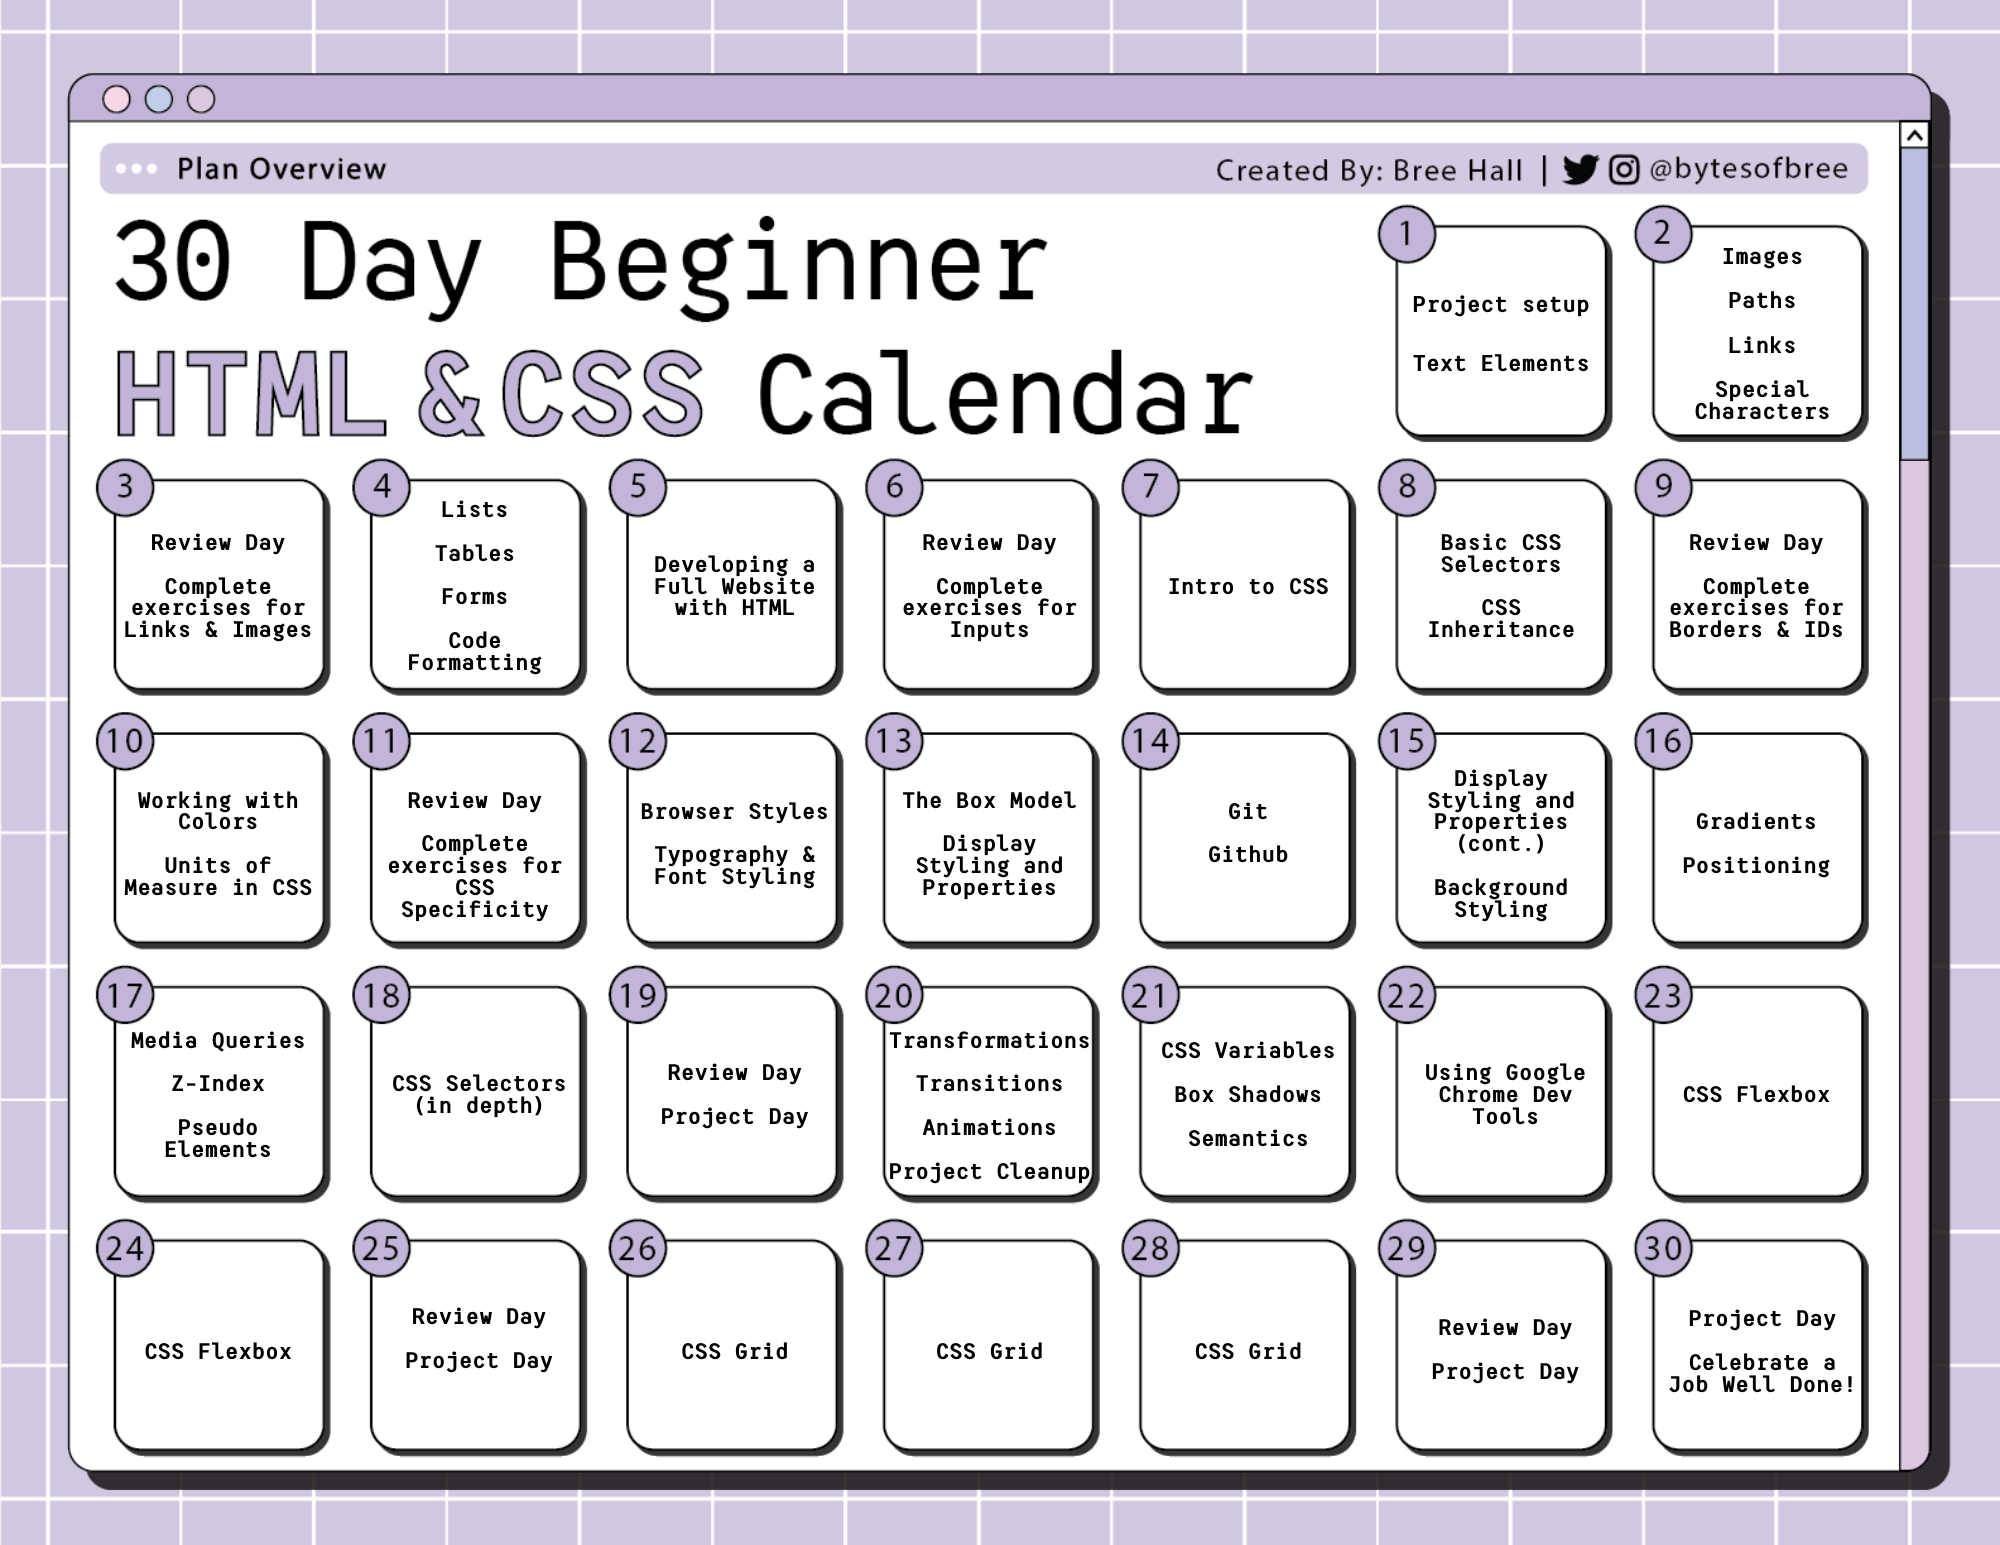 Plan Overview
Created By: Bree Hall | @bytesofbree
30 Day Beginner
HTML & CSS Calendar
1
Project setup
Text Elements
2
Images
Paths
Links
Special
Characters
3
Review Day
Complete
exercises for
Links & Images
4
Lists
Tables
Forms
Code
Formatting
5
Developing a
Full Website
with HTML
6
Review Day
Complete
exercises for
Inputs
7
Intro to CSS
8
Basic CSS
Selectors
CSS
Inheritance
9
Review Day
Complete
exercises for
Borders & IDs
10
Working with
Colors
Units of
Measure in CSS
11
Review Day
Complete
exercises for
CSS
Specificity
12
Browser Styles
Typography &
Font Styling
13
The Box Model
Display
Styling and
Properties
14
Git
Github
15
Display
Styling and
Properties
(cont.)
Background
Styling
16
Gradients
Positioning
17
Media Queries
Z-Index
Pseudo
Elements
18
CSS Selectors
(in depth)
19
Review Day
Project Day
20
Transformations
Transitions
Animations
Project Cleanup
21
CSS Variables
Box Shadows
Semantics
22
Using Google
Chrome Dev
Tools
23
CSS Flexbox
24
CSS Flexbox
25
Review Day
Project Day
26
CSS Grid
27
CSS Grid
28
CSS Grid
29
Review Day
Project Day
30
Project Day
Celebrate a
Job Well Done!